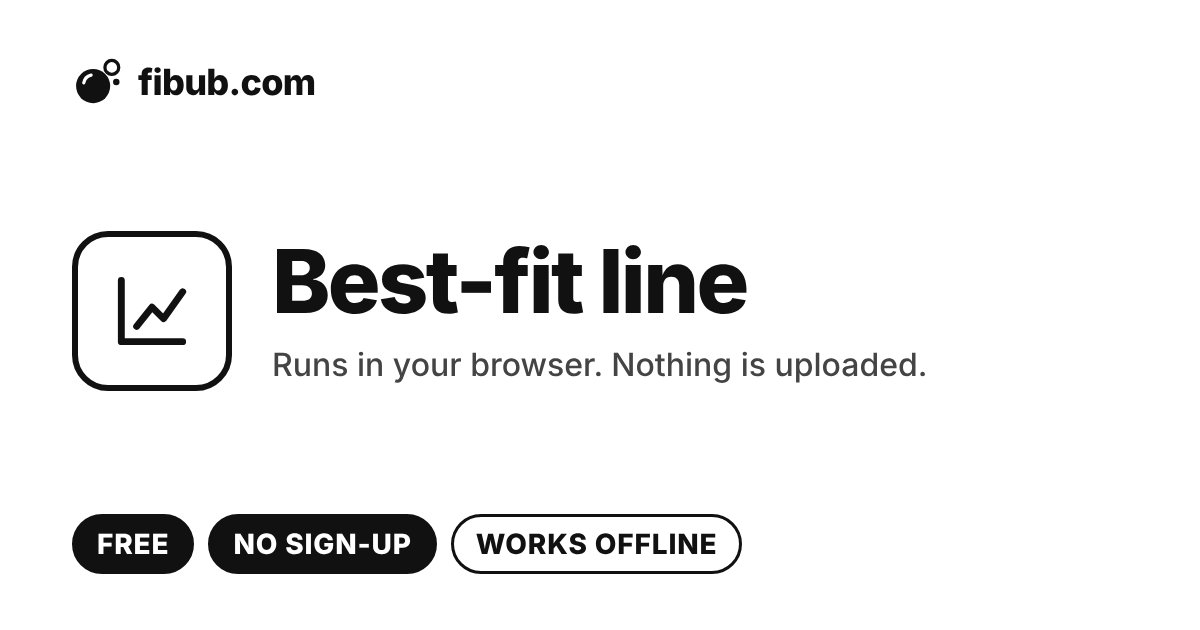 fibub.com
Best-fit line
Runs in your browser. Nothing is uploaded.
FREE
NO SIGN-UP
WORKS OFFLINE